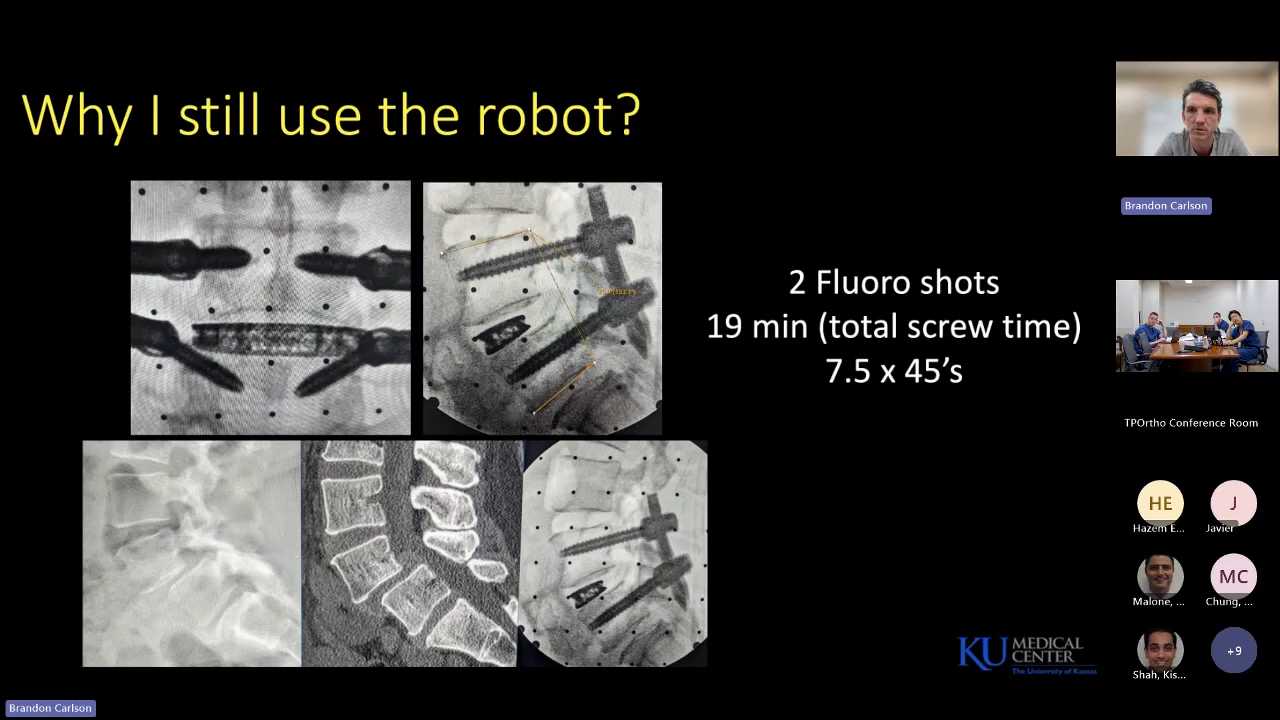 Why I still use the robot?
2 Fluoro shots
19 min (total screw time)
7.5 x 45's
KU MEDICAL
CENTER
The University of Kansas
Brandon Carlson
TPOrtho Conference Room
HE
J
Hazem E...
Javier
MC
Malone, ...
Chung, ...
+9
Shah, Kis...
Brandon Carlson